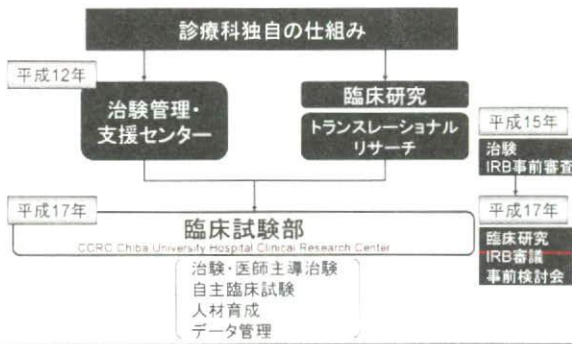 診療科独自の仕組み
平成12年
治験管理・
支援センター
臨床研究
トランスレーショナル
リサーチ
平成15年
治験
IRB事前審査
平成17年
臨床試験部
CCRC Chiba University Hospital Clinical Research Center
治験・医師主導治験
自主臨床試験
人材育成
データ管理
平成17年
臨床研究
IRB審議
事前検討会